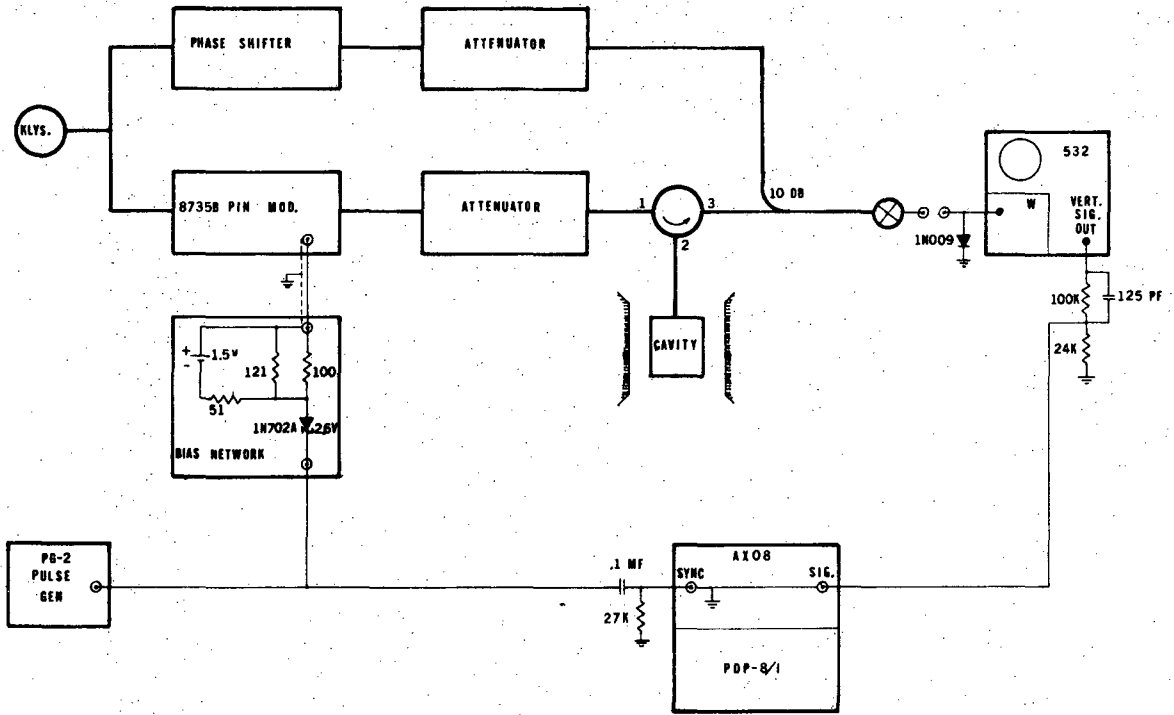 PHASE SHIFTER
ATTENUATOR
KLYS.
8735B PIN MOD.
ATTENUATOR
1
3
2
10 DB
532
W
VERT.
SIG.
OUT
1N009
100K
125 PF
24K
CAVITY
+
-
1.5V
121
100
51
1N702A
2.6V
BIAS NETWORK
PG-2
PULSE
GEN
.1 MF
27K
AX08
SYNC
SIG.
PDP-8/I